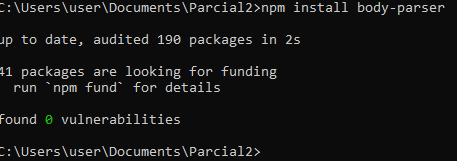 C:\Users\user\Documents\Parcial2>npm install body-parser
up to date, audited 190 packages in 2s
41 packages are looking for funding
run `npm fund` for details
found 0 vulnerabilities
C:\Users\user\Documents\Parcial2>